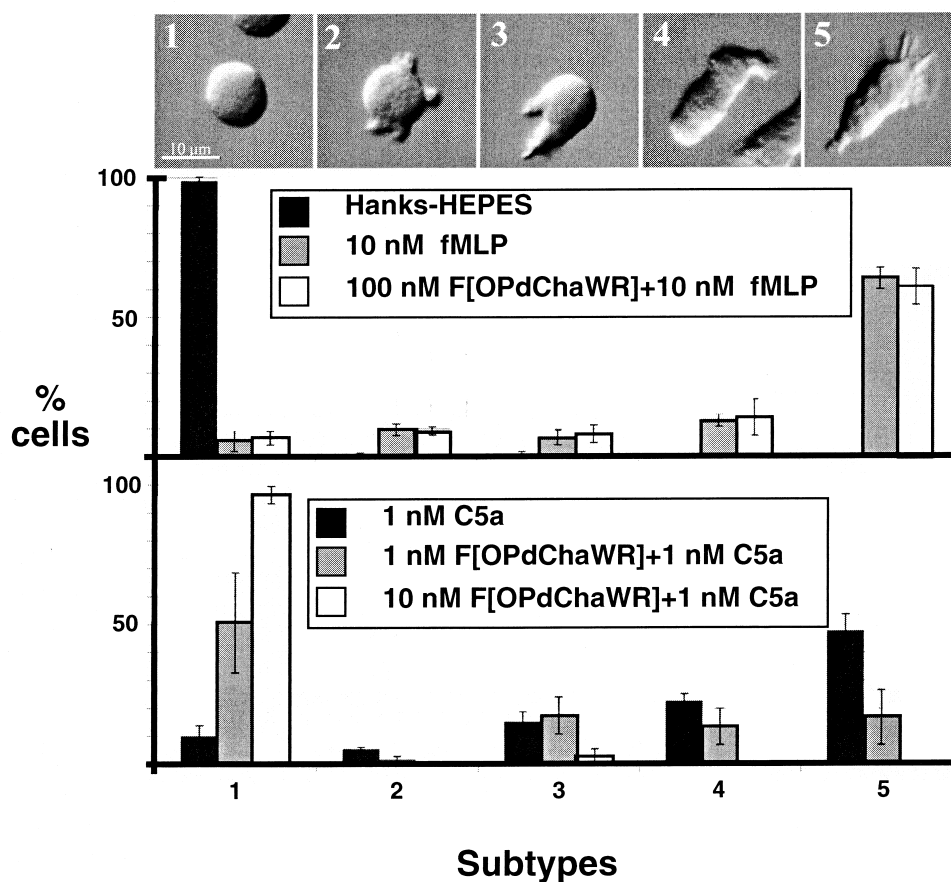 1 2 3 4 5
10 μm
100
Hanks-HEPES
10 nM fMLP
100 nM F[OPdChaWR]+10 nM fMLP
50
%
cells
100
1 nM C5a
1 nM F[OPdChaWR]+1 nM C5a
10 nM F[OPdChaWR]+1 nM C5a
50
1 2 3 4 5
Subtypes